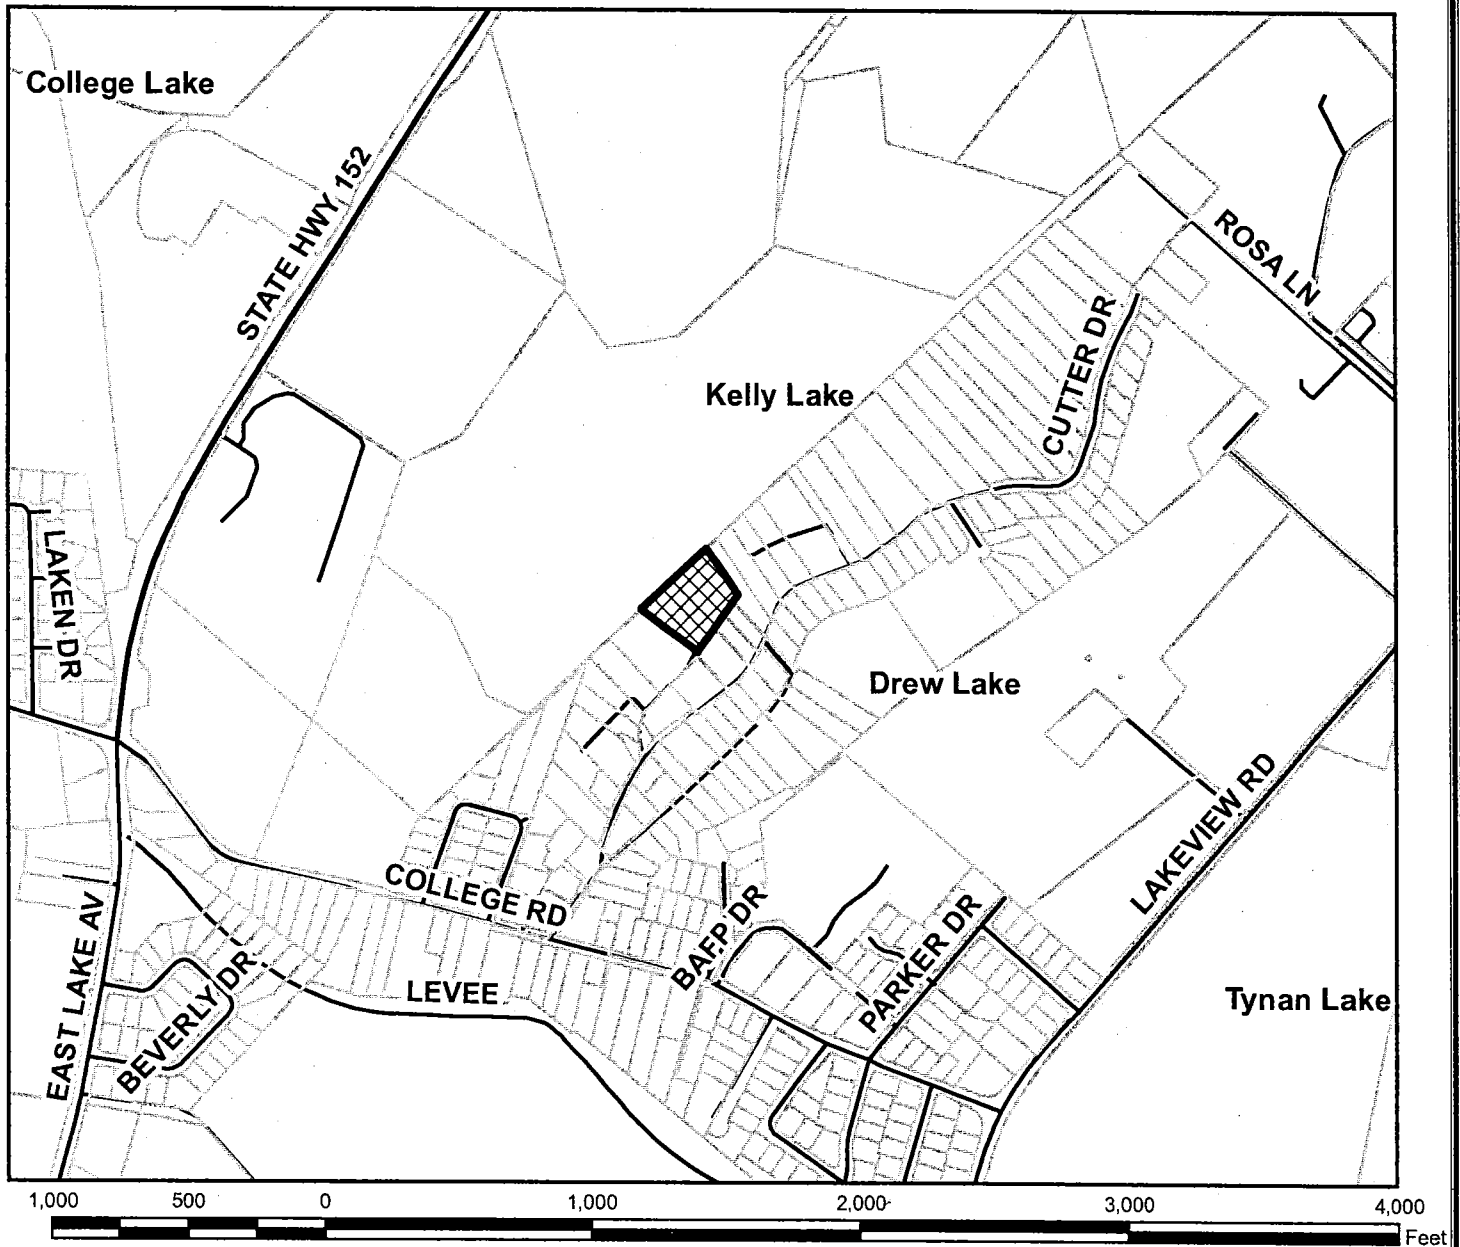 College Lake
STATE HWY 152
ROSA LN
CUTTER DR
Kelly Lake
LAKEN DR
Drew Lake
LAKEVIEW RD
COLLEGE RD
BAFP DR
PARKER DR
EAST LAKE AV
BEVERLY DR
LEVEE
Tynan Lake
1,000 500 0 1,000 2,000 3,000 4,000
Feet